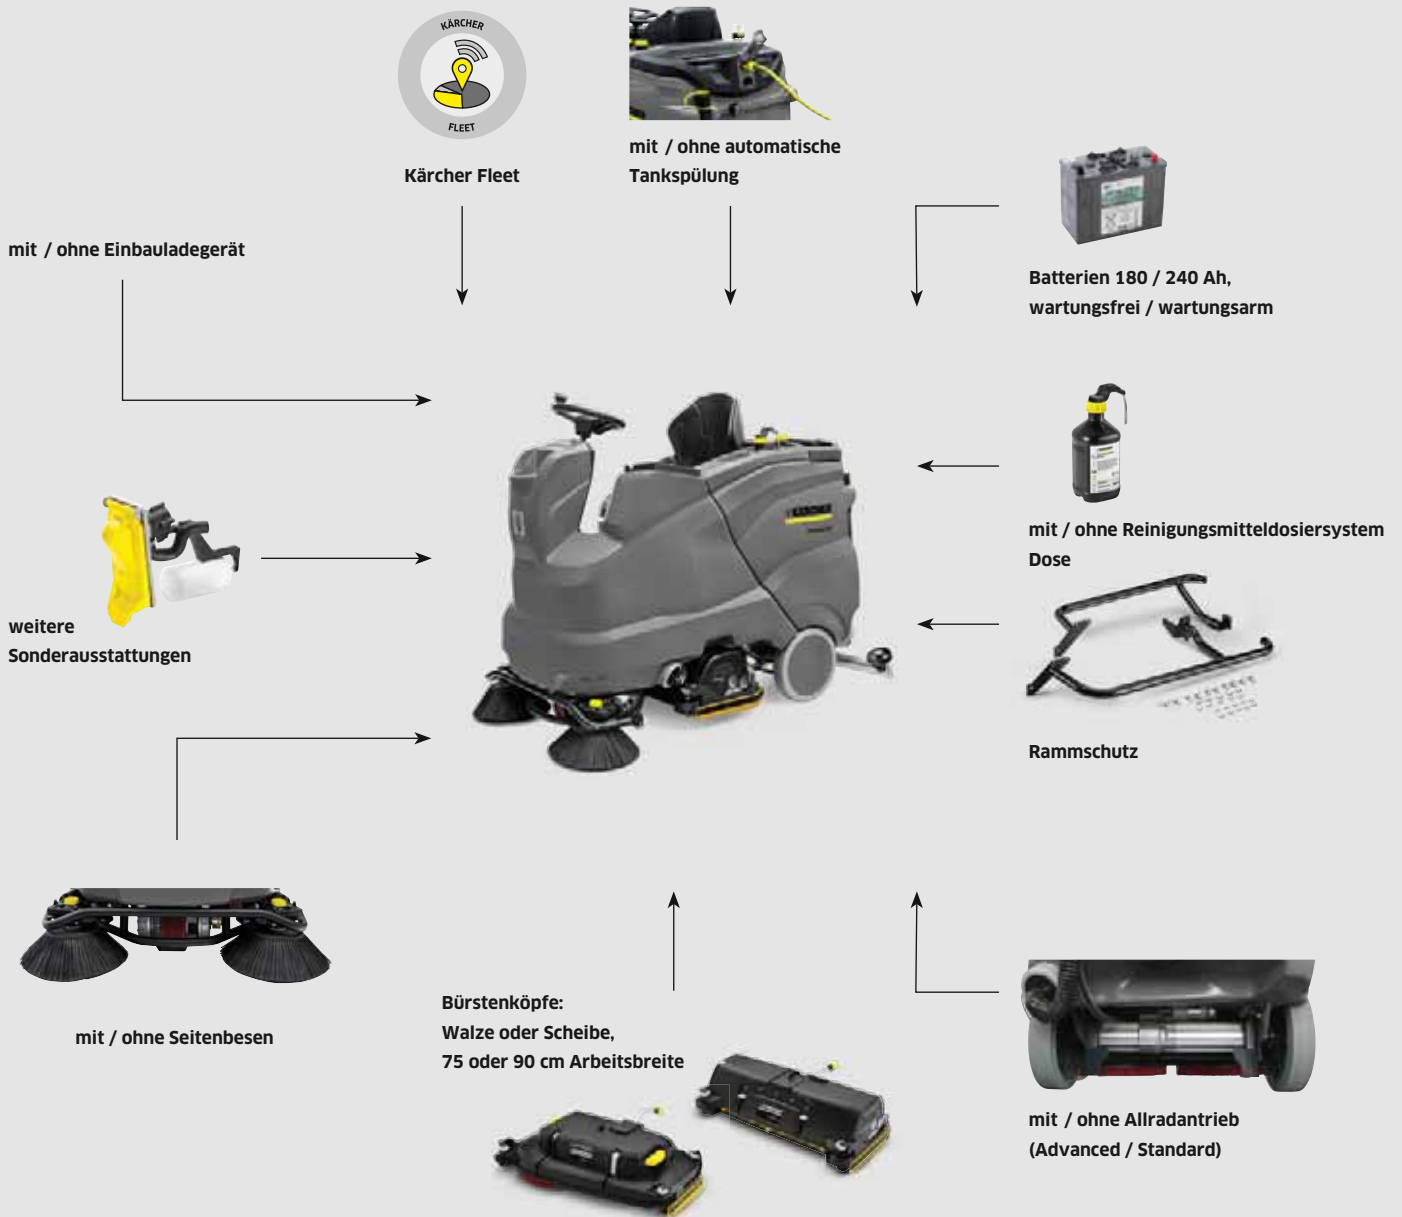 KÄRCHER
FLEET
Kärcher Fleet
mit / ohne automatische
Tankspülung
mit / ohne Einbauladegerät
Batterien 180 / 240 Ah,
wartungsfrei / wartungsarm
KÄRCHER
mit / ohne Reinigungsmitteldosiersystem
Dose
weitere
Sonderausstattungen
Rammschutz
mit / ohne Seitenbesen
Bürstenköpfe:
Walze oder Scheibe,
75 oder 90 cm Arbeitsbreite
mit / ohne Allradantrieb
(Advanced / Standard)